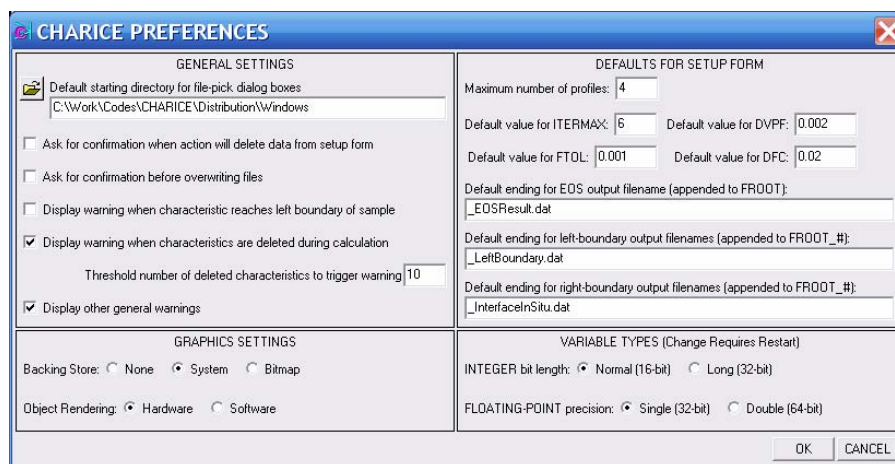 CHARICE PREFERENCES
GENERAL SETTINGS
Default starting directory for file-pick dialog boxes
C:\Work\Codes\CHARICE\Distribution\Windows
Ask for confirmation when action will delete data from setup form
Ask for confirmation before overwriting files
Display warning when characteristic reaches left boundary of sample
Display warning when characteristics are deleted during calculation
Threshold number of deleted characteristics to trigger warning 10
Display other general warnings
DEFAULTS FOR SETUP FORM
Maximum number of profiles: 4
Default value for ITERMAX: 6 Default value for DVPF: 0.002
Default value for FTOL: 0.001 Default value for DFC: 0.02
Default ending for EOS output filename (appended to FROOT):
_EOSResult.dat
Default ending for left-boundary output filenames (appended to FROOT_#):
_LeftBoundary.dat
Default ending for right-boundary output filenames (appended to FROOT_#):
_InterfaceInSitu.dat
GRAPHICS SETTINGS
Backing Store: None System Bitmap
Object Rendering: Hardware Software
VARIABLE TYPES (Change Requires Restart)
INTEGER bit length: Normal (16-bit) Long (32-bit)
FLOATING-POINT precision: Single (32-bit) Double (64-bit)
OK CANCEL